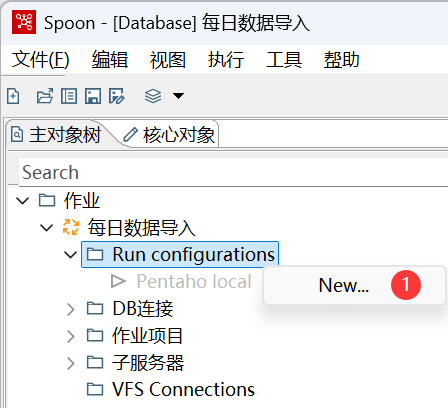 Spoon - [Database] 每日数据导入
文件(F) 编辑 视图 执行 工具 帮助
主对象树 核心对象
Search
作业
每日数据导入
Run configurations
Pentaho local
New... 1
DB连接
作业项目
子服务器
VFS Connections